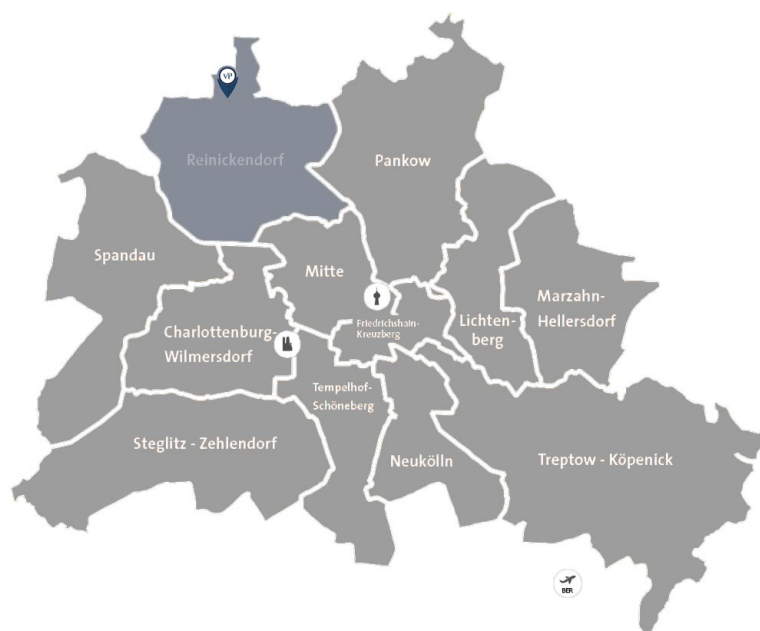 VP
Reinickendorf
Pankow
Spandau
Mitte
Marzahn-
Hellersdorf
Friedrichshain-
Kreuzberg
Lichten-
berg
Charlottenburg-
Wilmersdorf
Tempelhof-
Schöneberg
Steglitz - Zehlendorf
Neukölln
Treptow - Köpenick
BER